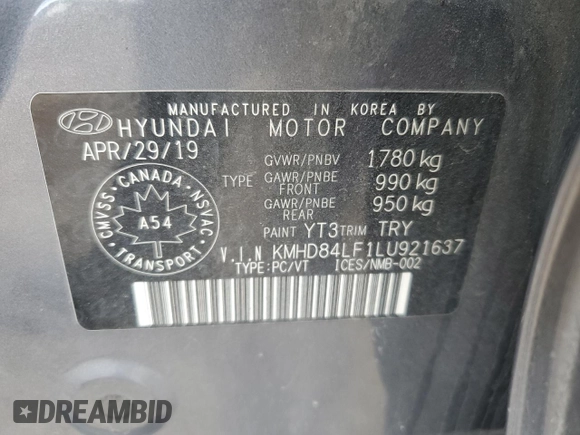 MANUFACTURED IN KOREA BY
HYUNDAI MOTOR COMPANY
APR/29/19
GVWR/PNBV 1780 kg
TYPE GAWR/PNBE FRONT 990 kg
GAWR/PNBE REAR 950 kg
PAINT YT3 TRIM TRY
V.I.N KMHD84LF1LU921637
TYPE:PC/VT ICES/NMB-002
CMVSS · CANADA · NSVAC
A54
TRANSPORT
DREAMBID